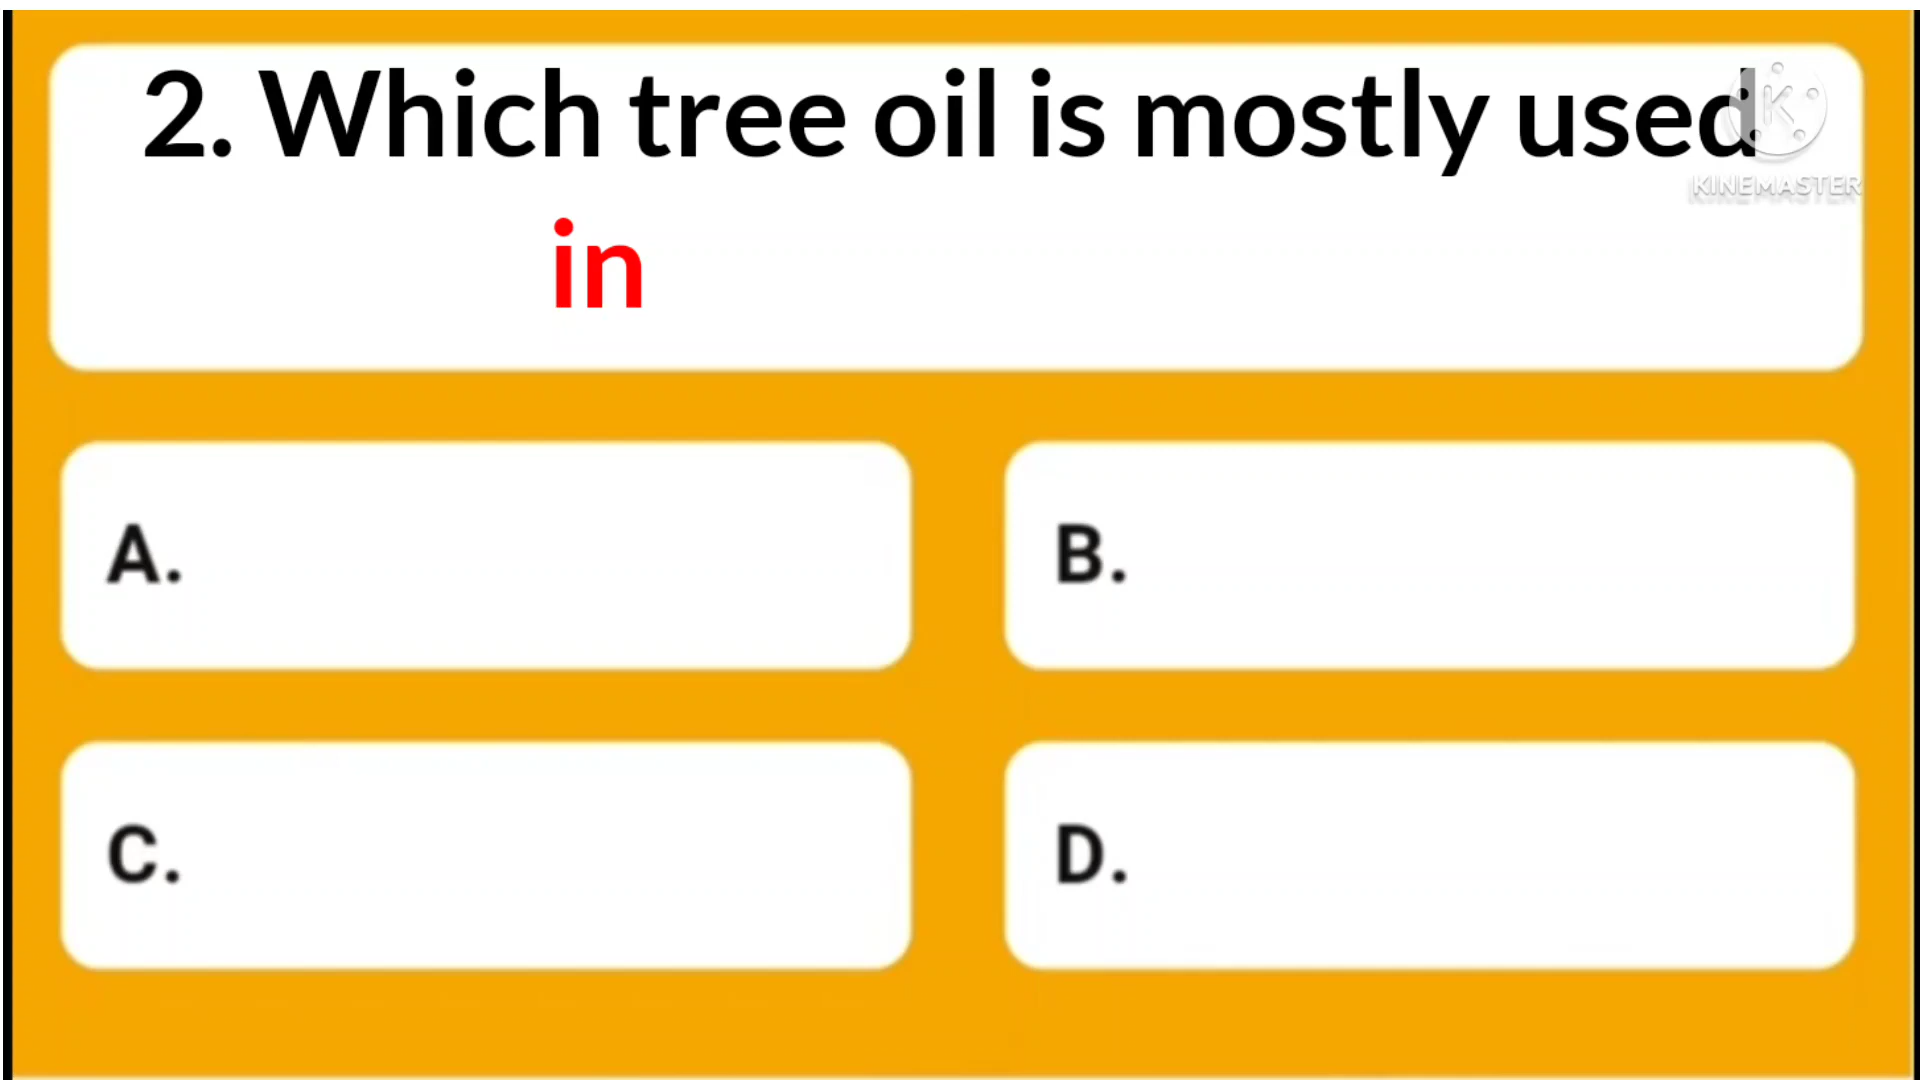 2. Which tree oil is mostly used
KINEMASTER
in
A.
B.
C.
D.